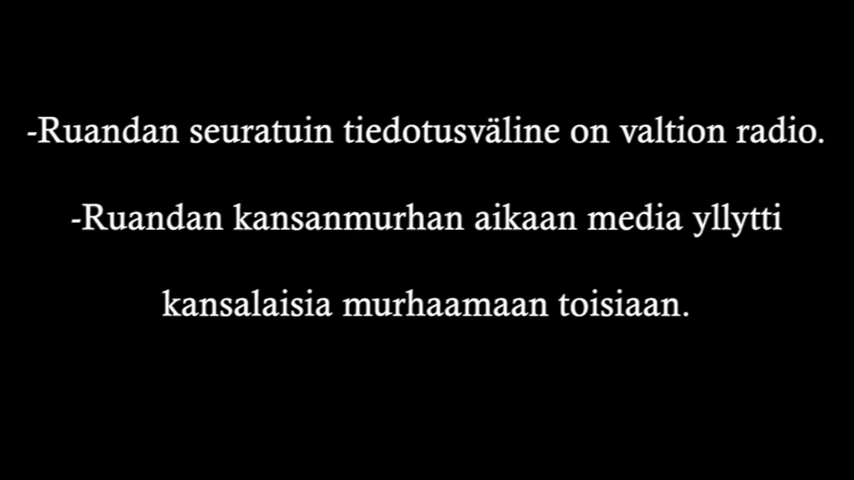 -Ruandan seuratuin tiedotusväline on valtion radio.
-Ruandan kansanmurhan aikaan media yllytti
kansalaisia murhaamaan toisiaan.